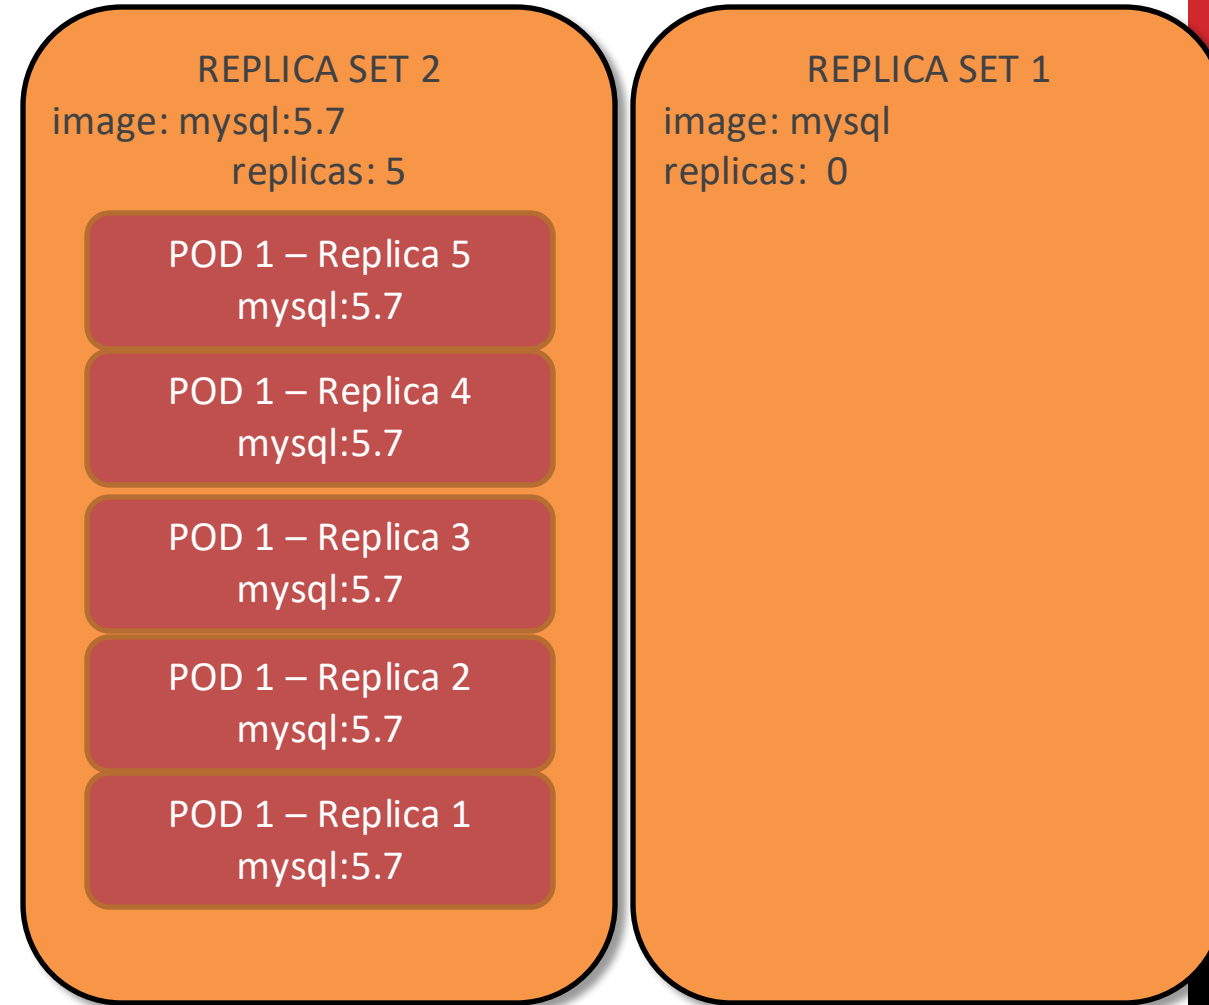 REPLICA SET 2
image: mysql:5.7
replicas: 5
POD 1 – Replica 5
mysql:5.7
POD 1 – Replica 4
mysql:5.7
POD 1 – Replica 3
mysql:5.7
POD 1 – Replica 2
mysql:5.7
POD 1 – Replica 1
mysql:5.7
REPLICA SET 1
image: mysql
replicas: 0